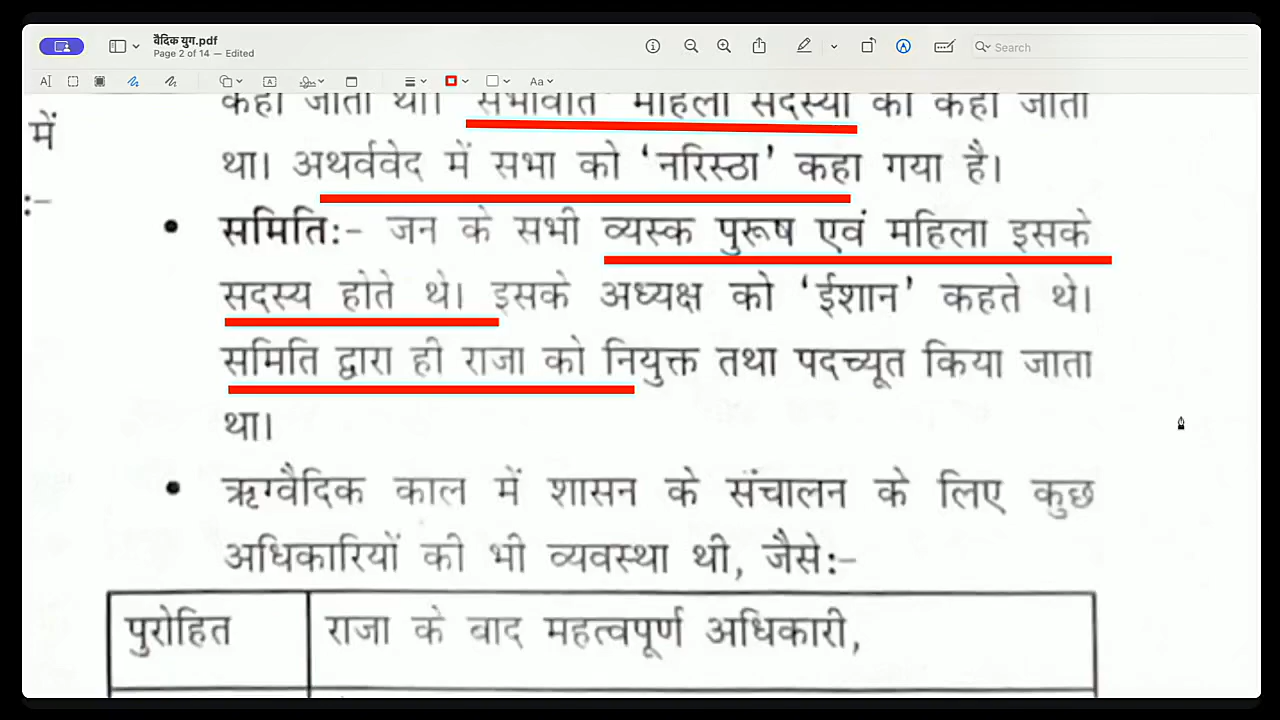 वैदिक युग.pdf
Page 2 of 14 — Edited
Search
Aa
कहा जाता था। 'सभावति' महिला सदस्यों को कहा जाता
में
था। अथर्ववेद में सभा को 'नरिस्ठा' कहा गया है।
:-
• समिति:- जन के सभी व्यस्क पुरूष एवं महिला इसके
सदस्य होते थे। इसके अध्यक्ष को 'ईशान' कहते थे।
समिति द्वारा ही राजा को नियुक्त तथा पदच्यूत किया जाता
था।
• ऋग्वैदिक काल में शासन के संचालन के लिए कुछ
अधिकारियों की भी व्यवस्था थी, जैसे:-
पुरोहित राजा के बाद महत्वपूर्ण अधिकारी,